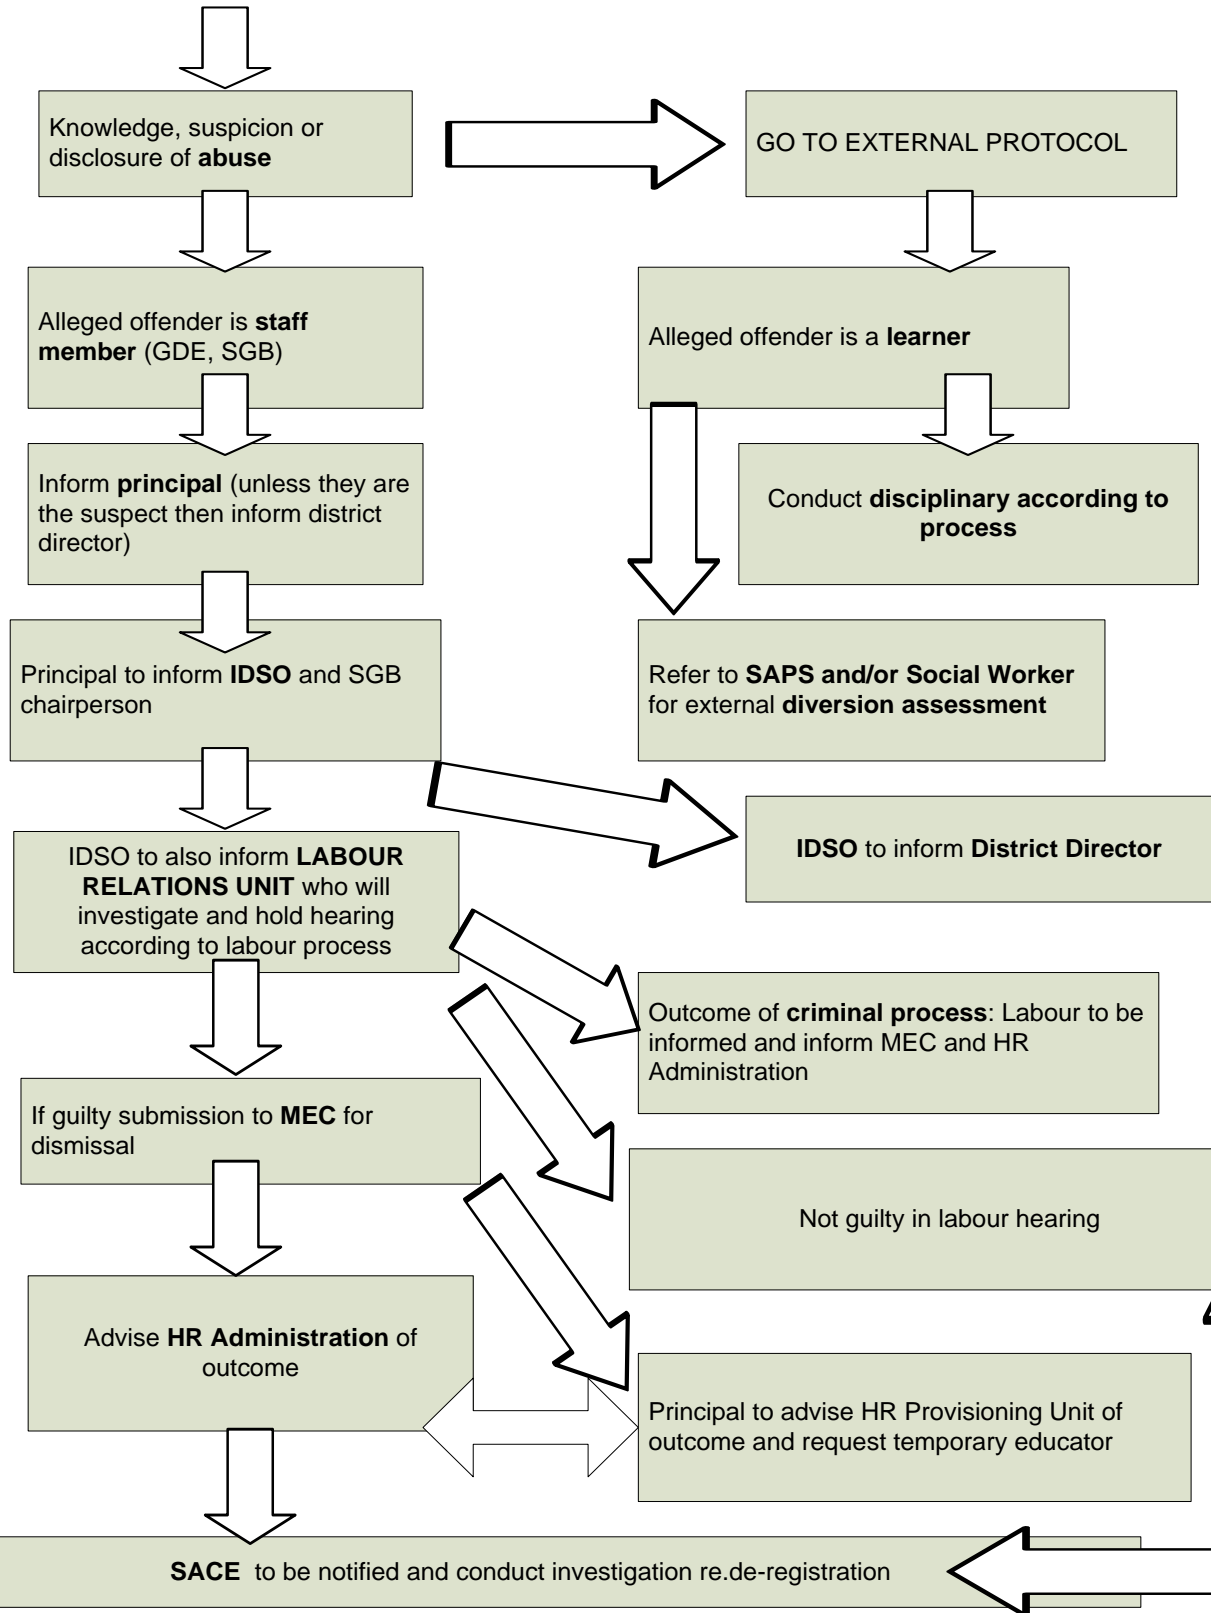 Knowledge, suspicion or
disclosure of abuse
GO TO EXTERNAL PROTOCOL
Alleged offender is staff
member (GDE, SGB)
Alleged offender is a learner
Inform principal (unless they are
the suspect then inform district
director)
Conduct disciplinary according to
process
Principal to inform IDSO and SGB
chairperson
Refer to SAPS and/or Social Worker
for external diversion assessment
IDSO to inform District Director
IDSO to also inform LABOUR
RELATIONS UNIT who will
investigate and hold hearing
according to labour process
Outcome of criminal process: Labour to be
informed and inform MEC and HR
Administration
If guilty submission to MEC for
dismissal
Not guilty in labour hearing
Advise HR Administration of
outcome
Principal to advise HR Provisioning Unit of
outcome and request temporary educator
SACE to be notified and conduct investigation re.de-registration